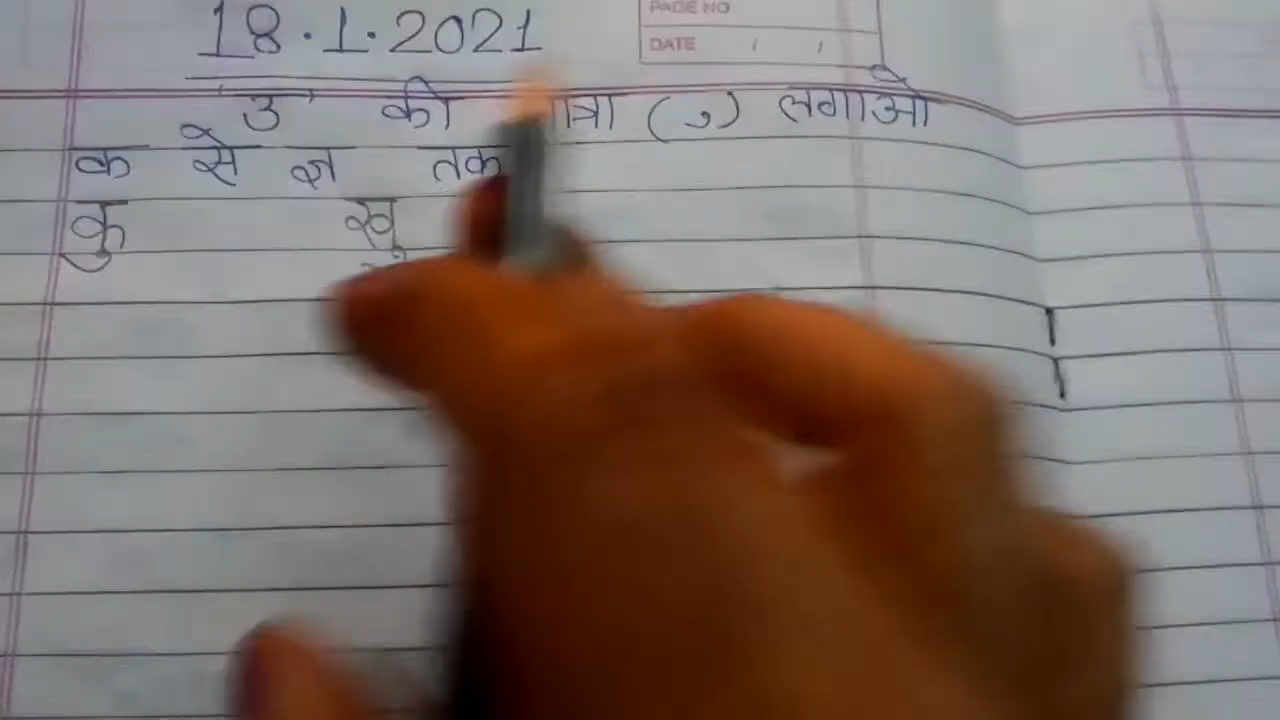 PAGE NO
DATE / /
18.1.2021
उ की मात्रा ( ु ) लगाओ
क से ज्ञ तक
कु खु